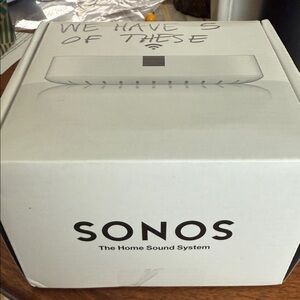 WE HAVE 5
OF THESE
SONOS
The Home Sound System